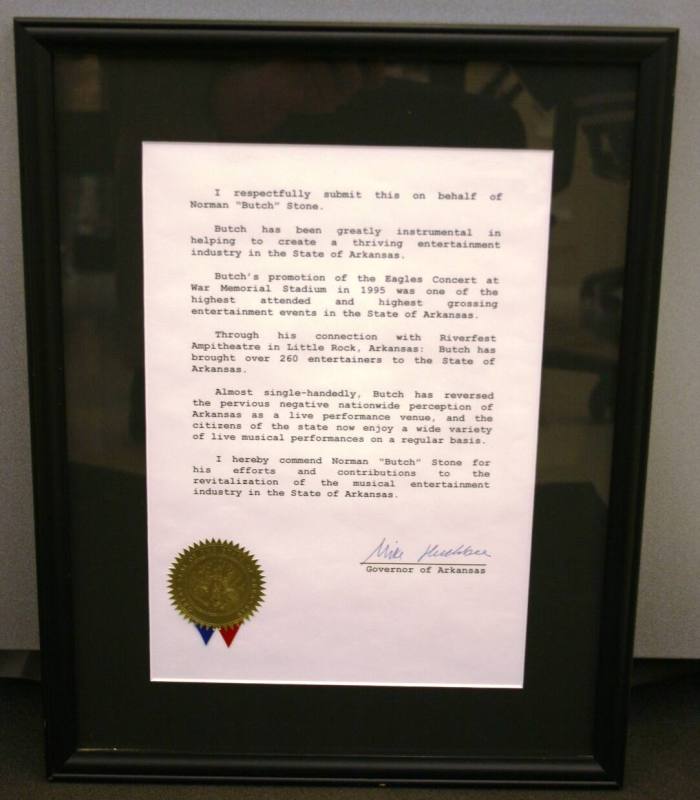 I respectfully submit this on behalf of
Norman "Butch" Stone.
Butch has been greatly instrumental in
helping to create a thriving entertainment
industry in the State of Arkansas.
Butch's promotion of the Eagles Concert at
War Memorial Stadium in 1995 was one of the
highest attended and highest grossing
entertainment events in the State of Arkansas.
Through his connection with Riverfest
Ampitheatre in Little Rock, Arkansas: Butch has
brought over 260 entertainers to the State of
Arkansas.
Almost single-handedly, Butch has reversed
the pervious negative nationwide perception of
Arkansas as a live performance venue, and the
citizens of the state now enjoy a wide variety
of live musical performances on a regular basis.
I hereby commend Norman "Butch" Stone for
his efforts and contributions to the
revitalization of the musical entertainment
industry in the State of Arkansas.
Mike Huckabee
Governor of Arkansas